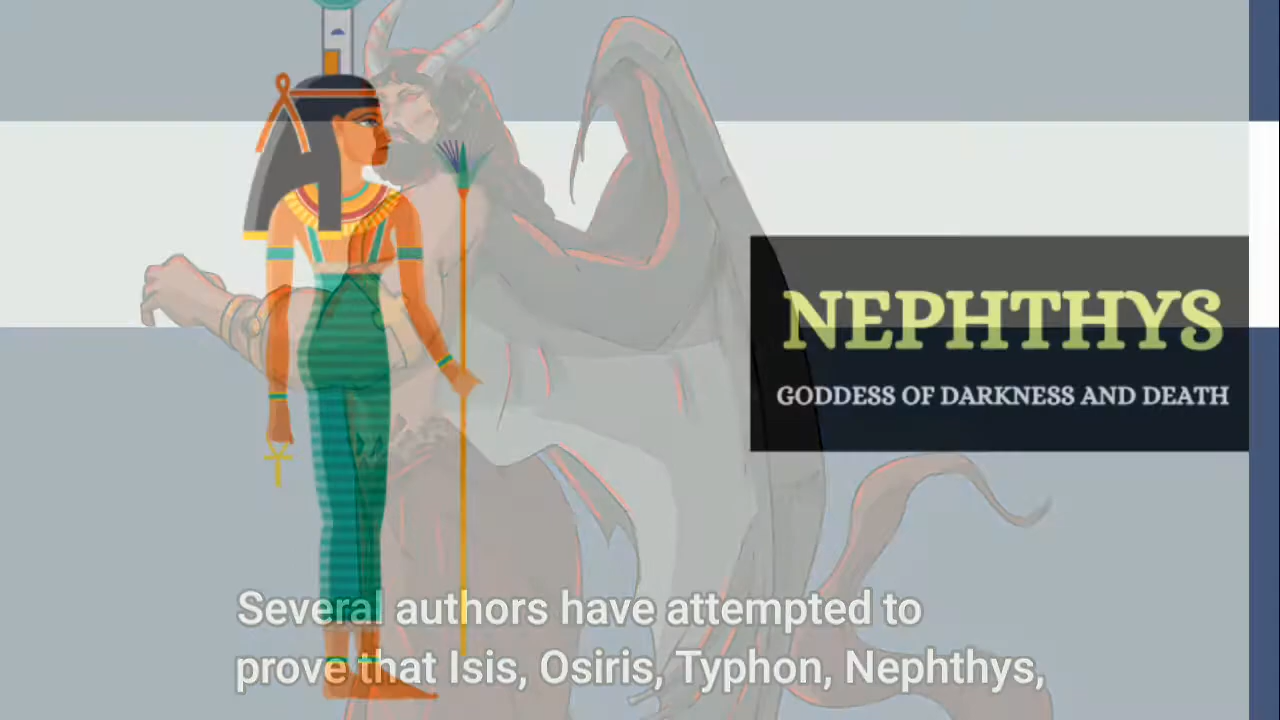 NEPHTHYS
GODDESS OF DARKNESS AND DEATH
Several authors have attempted to
prove that Isis, Osiris, Typhon, Nephthys,